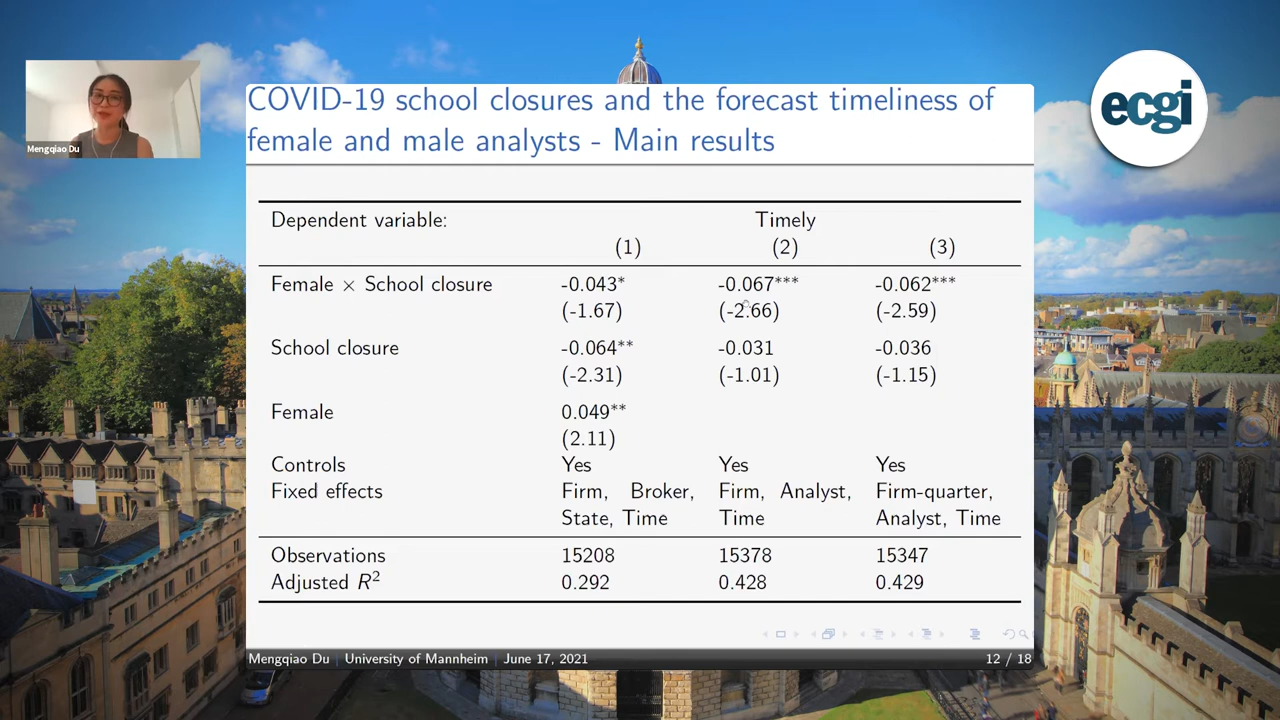 COVID-19 school closures and the forecast timeliness of
female and male analysts - Main results
ecgi
Mengqiao Du
Dependent variable: Timely
(1) (2) (3)
Female × School closure -0.043* -0.067*** -0.062***
(-1.67) (-2.66) (-2.59)
School closure -0.064** -0.031 -0.036
(-2.31) (-1.01) (-1.15)
Female 0.049**
(2.11)
Controls Yes Yes Yes
Fixed effects Firm, Broker, Firm, Analyst, Firm-quarter,
State, Time Time Analyst, Time
Observations 15208 15378 15347
Adjusted R² 0.292 0.428 0.429
Mengqiao Du University of Mannheim June 17, 2021 12 / 18